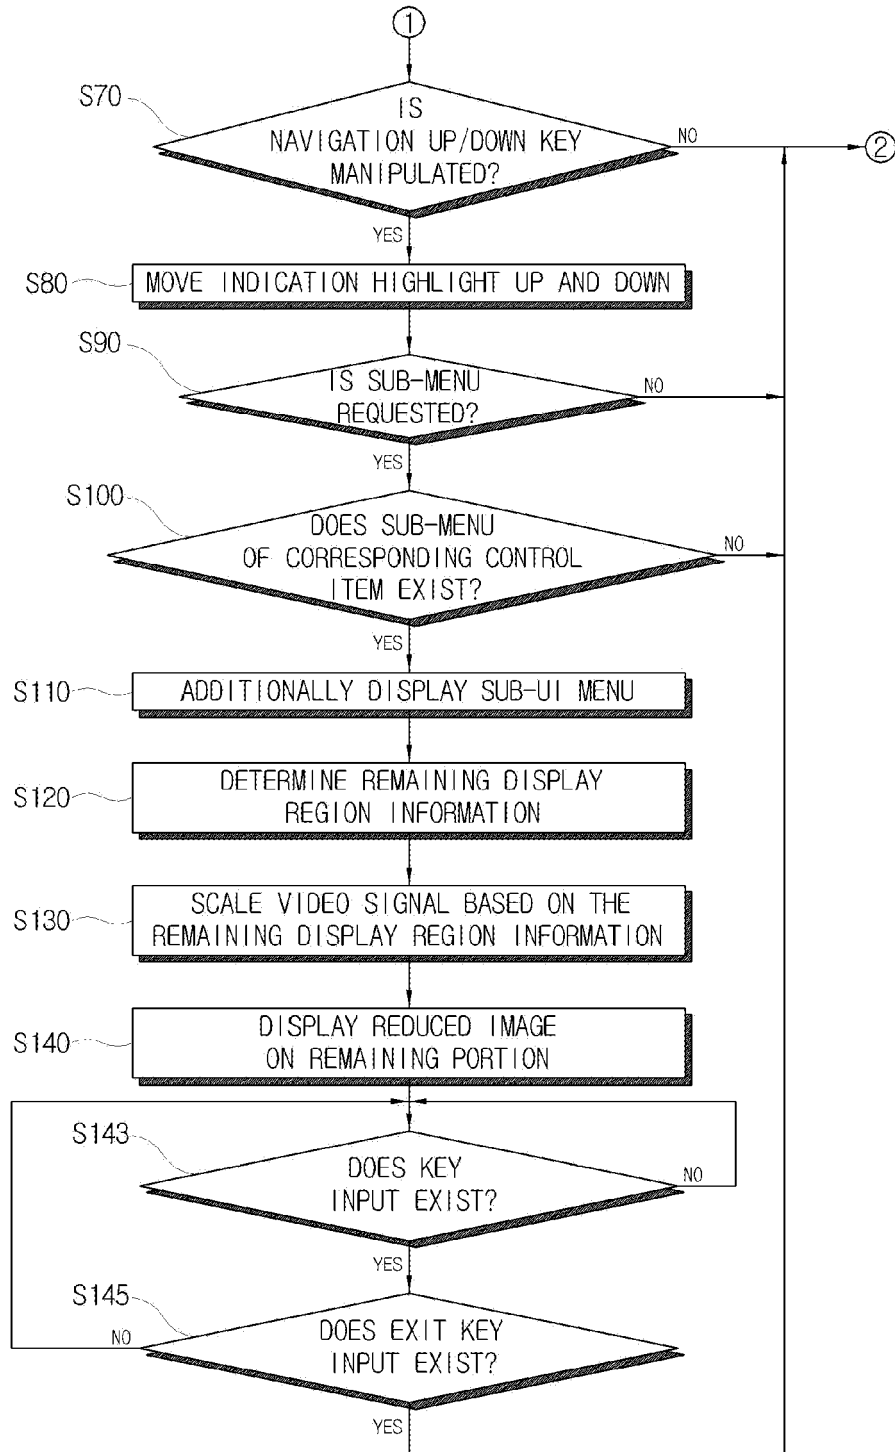 1
S70
IS
NAVIGATION UP/DOWN KEY
MANIPULATED?
NO
2
YES
S80
MOVE INDICATION HIGHLIGHT UP AND DOWN
S90
IS SUB-MENU
REQUESTED?
NO
YES
S100
DOES SUB-MENU
OF CORRESPONDING CONTROL
ITEM EXIST?
NO
YES
S110
ADDITIONALLY DISPLAY SUB-UI MENU
S120
DETERMINE REMAINING DISPLAY
REGION INFORMATION
S130
SCALE VIDEO SIGNAL BASED ON THE
REMAINING DISPLAY REGION INFORMATION
S140
DISPLAY REDUCED IMAGE
ON REMAINING PORTION
S143
DOES KEY
INPUT EXIST?
NO
YES
S145
DOES EXIT KEY
INPUT EXIST?
NO
YES